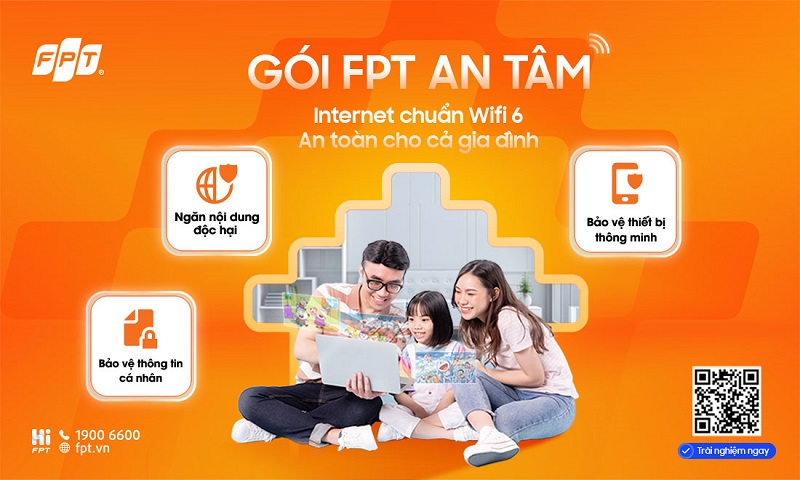 FPT
GÓI FPT AN TÂM
Internet chuẩn Wifi 6
An toàn cho cả gia đình
Ngăn nội dung
độc hại
Bảo vệ thiết bị
thông minh
Bảo vệ thông tin
cá nhân
Hi
FPT
1900 6600
fpt.vn
Trải nghiệm ngay